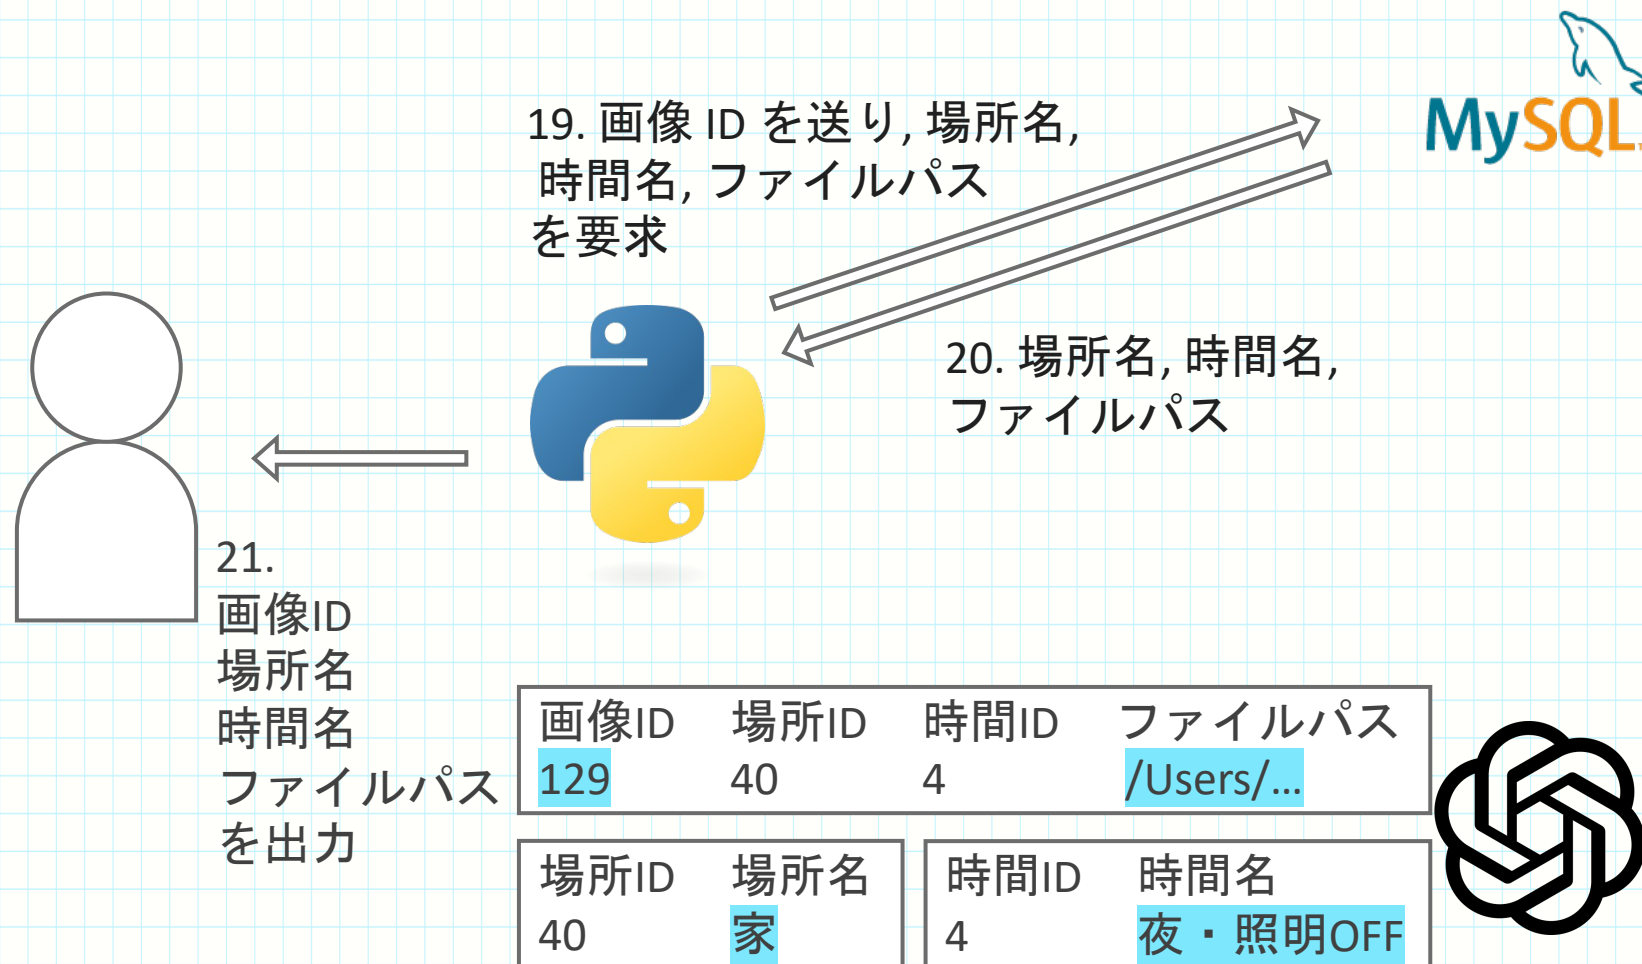 MySQL
19. 画像 ID を送り, 場所名,
時間名, ファイルパス
を要求
20. 場所名, 時間名,
ファイルパス
21.
画像ID
場所名
時間名
ファイルパス
を出力
画像ID 場所ID 時間ID ファイルパス
129 40 4 /Users/...
場所ID 場所名
40 家
時間ID 時間名
4 夜・照明OFF